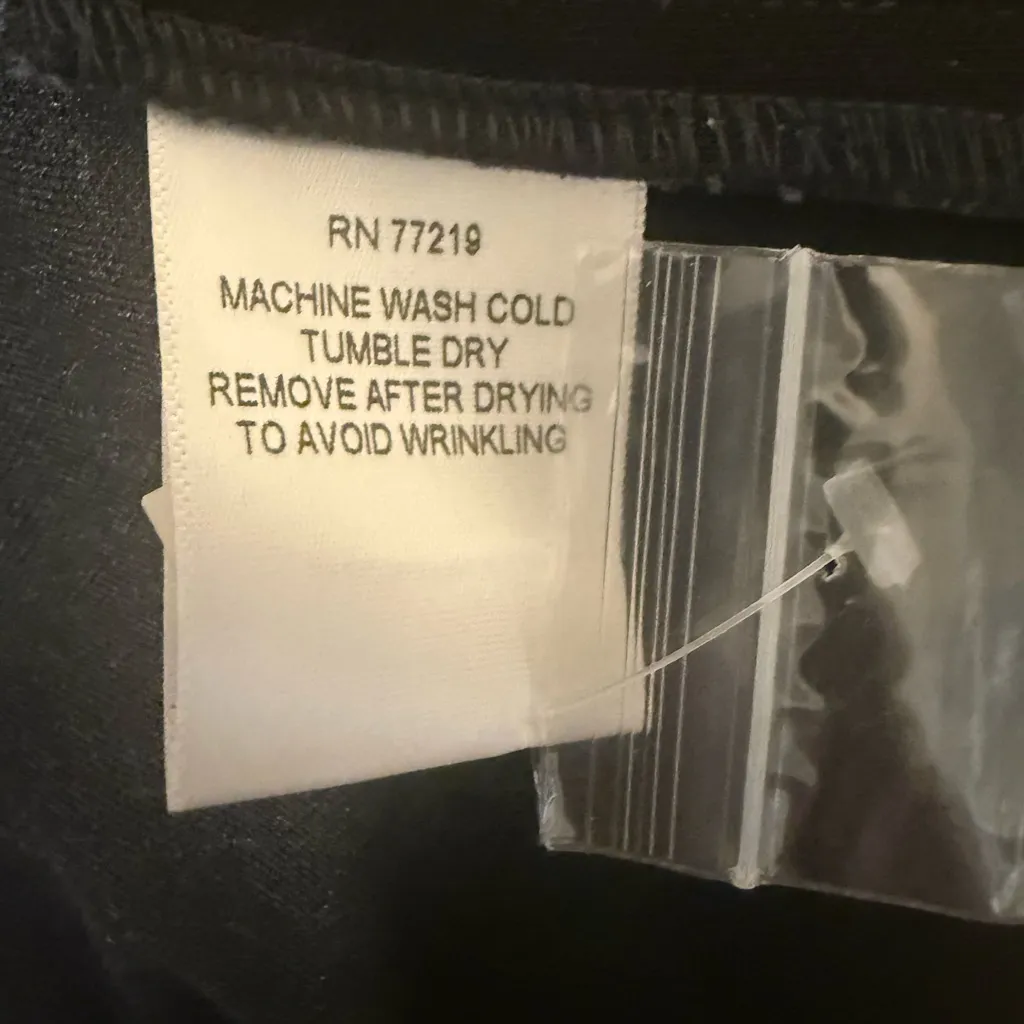 RN 77219
MACHINE WASH COLD
TUMBLE DRY
REMOVE AFTER DRYING
TO AVOID WRINKLING